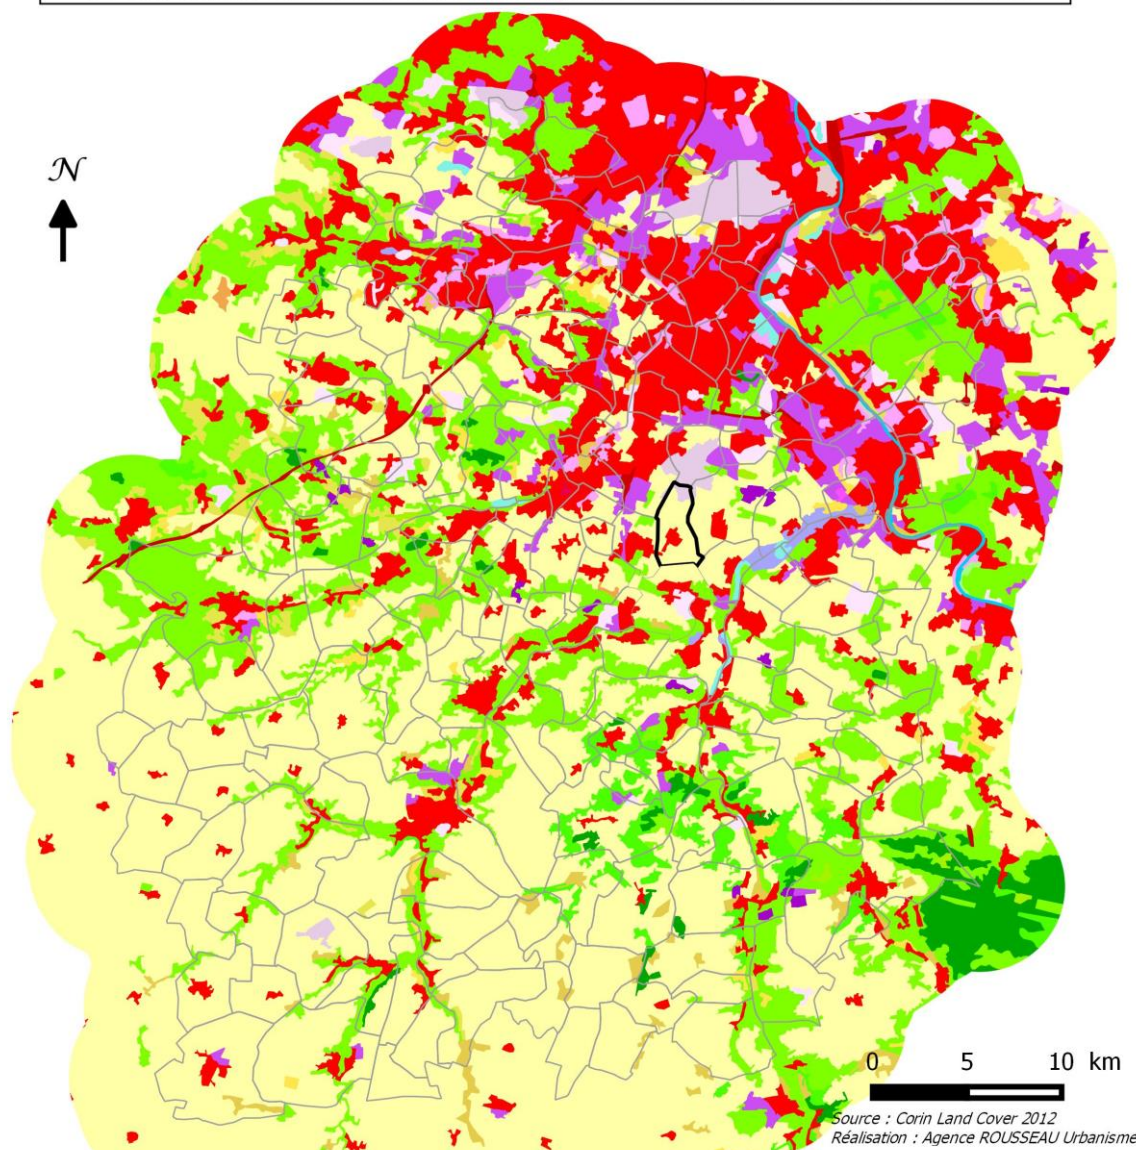 N
0 5 10 km
Source : Corin Land Cover 2012
Réalisation : Agence ROUSSEAU Urbanisme